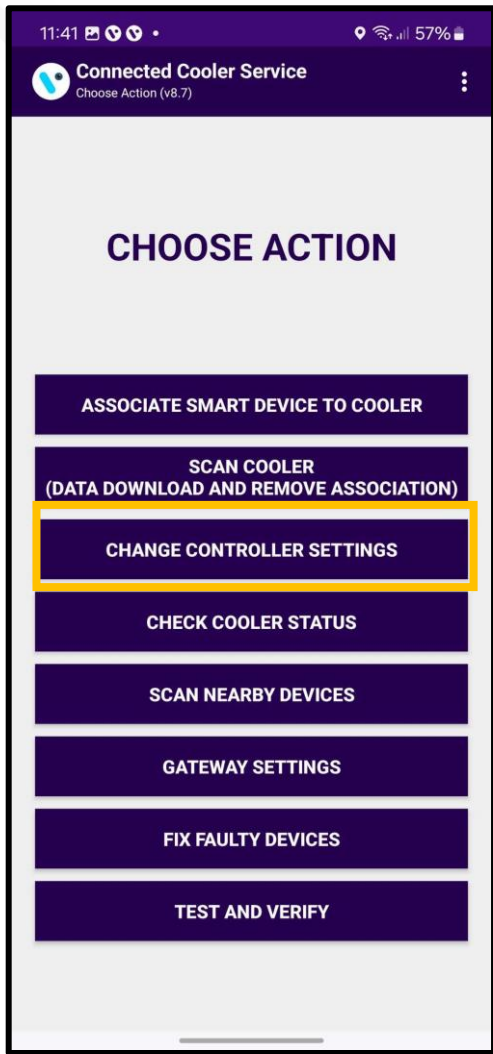 11:41
57%
Connected Cooler Service
Choose Action (v8.7)
CHOOSE ACTION
ASSOCIATE SMART DEVICE TO COOLER
SCAN COOLER
(DATA DOWNLOAD AND REMOVE ASSOCIATION)
CHANGE CONTROLLER SETTINGS
CHECK COOLER STATUS
SCAN NEARBY DEVICES
GATEWAY SETTINGS
FIX FAULTY DEVICES
TEST AND VERIFY